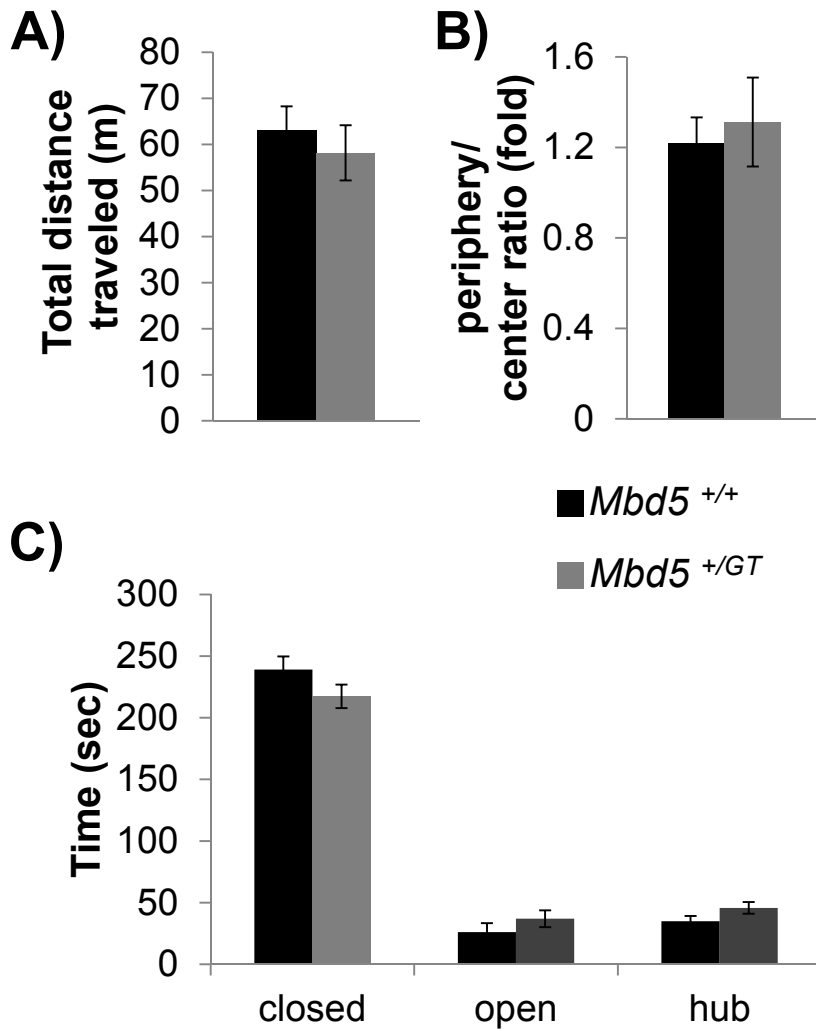 A)
Total distance
traveled (m)
80
70
60
50
40
30
20
10
0
B)
periphery/
center ratio (fold)
1.6
1.2
0.8
0.4
0
Mbd5 +/+
Mbd5 +/GT
C)
Time (sec)
300
250
200
150
100
50
0
closed open hub